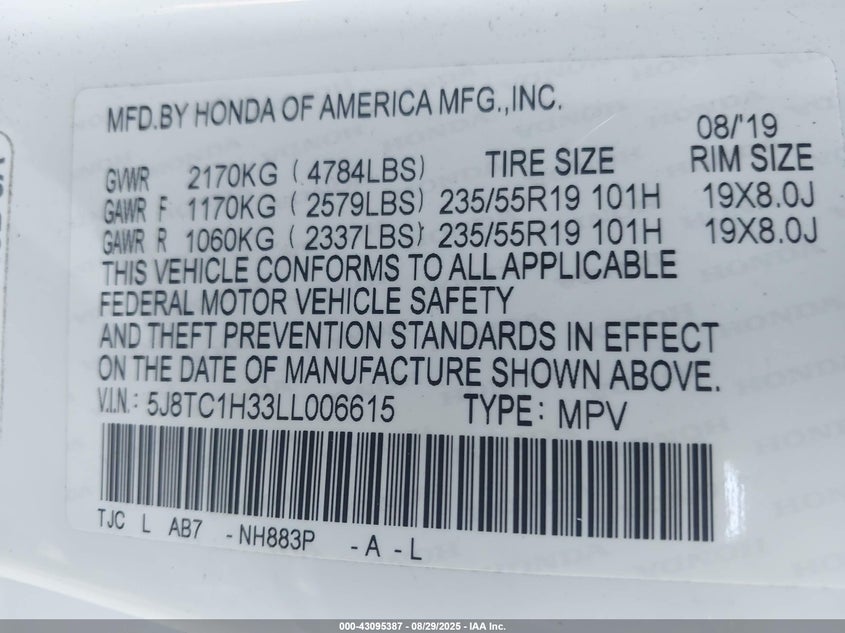 MFD.BY HONDA OF AMERICA MFG.,INC.
08/'19
GVWR 2170KG ( 4784LBS) TIRE SIZE RIM SIZE
GAWR F 1170KG ( 2579LBS) 235/55R19 101H 19X8.0J
GAWR R 1060KG ( 2337LBS) 235/55R19 101H 19X8.0J
THIS VEHICLE CONFORMS TO ALL APPLICABLE
FEDERAL MOTOR VEHICLE SAFETY
AND THEFT PREVENTION STANDARDS IN EFFECT
ON THE DATE OF MANUFACTURE SHOWN ABOVE.
V.I.N.: 5J8TC1H33LL006615 TYPE: MPV
TJC L AB7 -NH883P -A -L
000-43095387 - 08/29/2025 - IAA Inc.